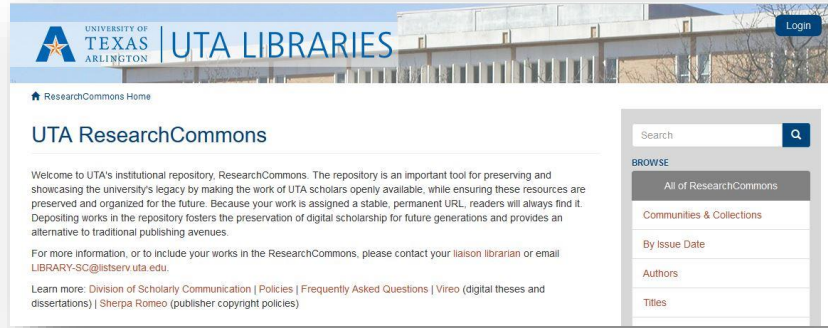 UNIVERSITY OF
TEXAS
ARLINGTON
UTA LIBRARIES
Login
ResearchCommons Home
UTA ResearchCommons
Welcome to UTA's institutional repository, ResearchCommons. The repository is an important tool for preserving and
showcasing the university's legacy by making the work of UTA scholars openly available, while ensuring these resources are
preserved and organized for the future. Because your work is assigned a stable, permanent URL, readers will always find it.
Depositing works in the repository fosters the preservation of digital scholarship for future generations and provides an
alternative to traditional publishing avenues.
For more information, or to include your works in the ResearchCommons, please contact your liaison librarian or email
LIBRARY-SC@listserv.uta.edu.
Learn more: Division of Scholarly Communication | Policies | Frequently Asked Questions | Vireo (digital theses and
dissertations) | Sherpa Romeo (publisher copyright policies)
Search
BROWSE
All of ResearchCommons
Communities & Collections
By Issue Date
Authors
Titles